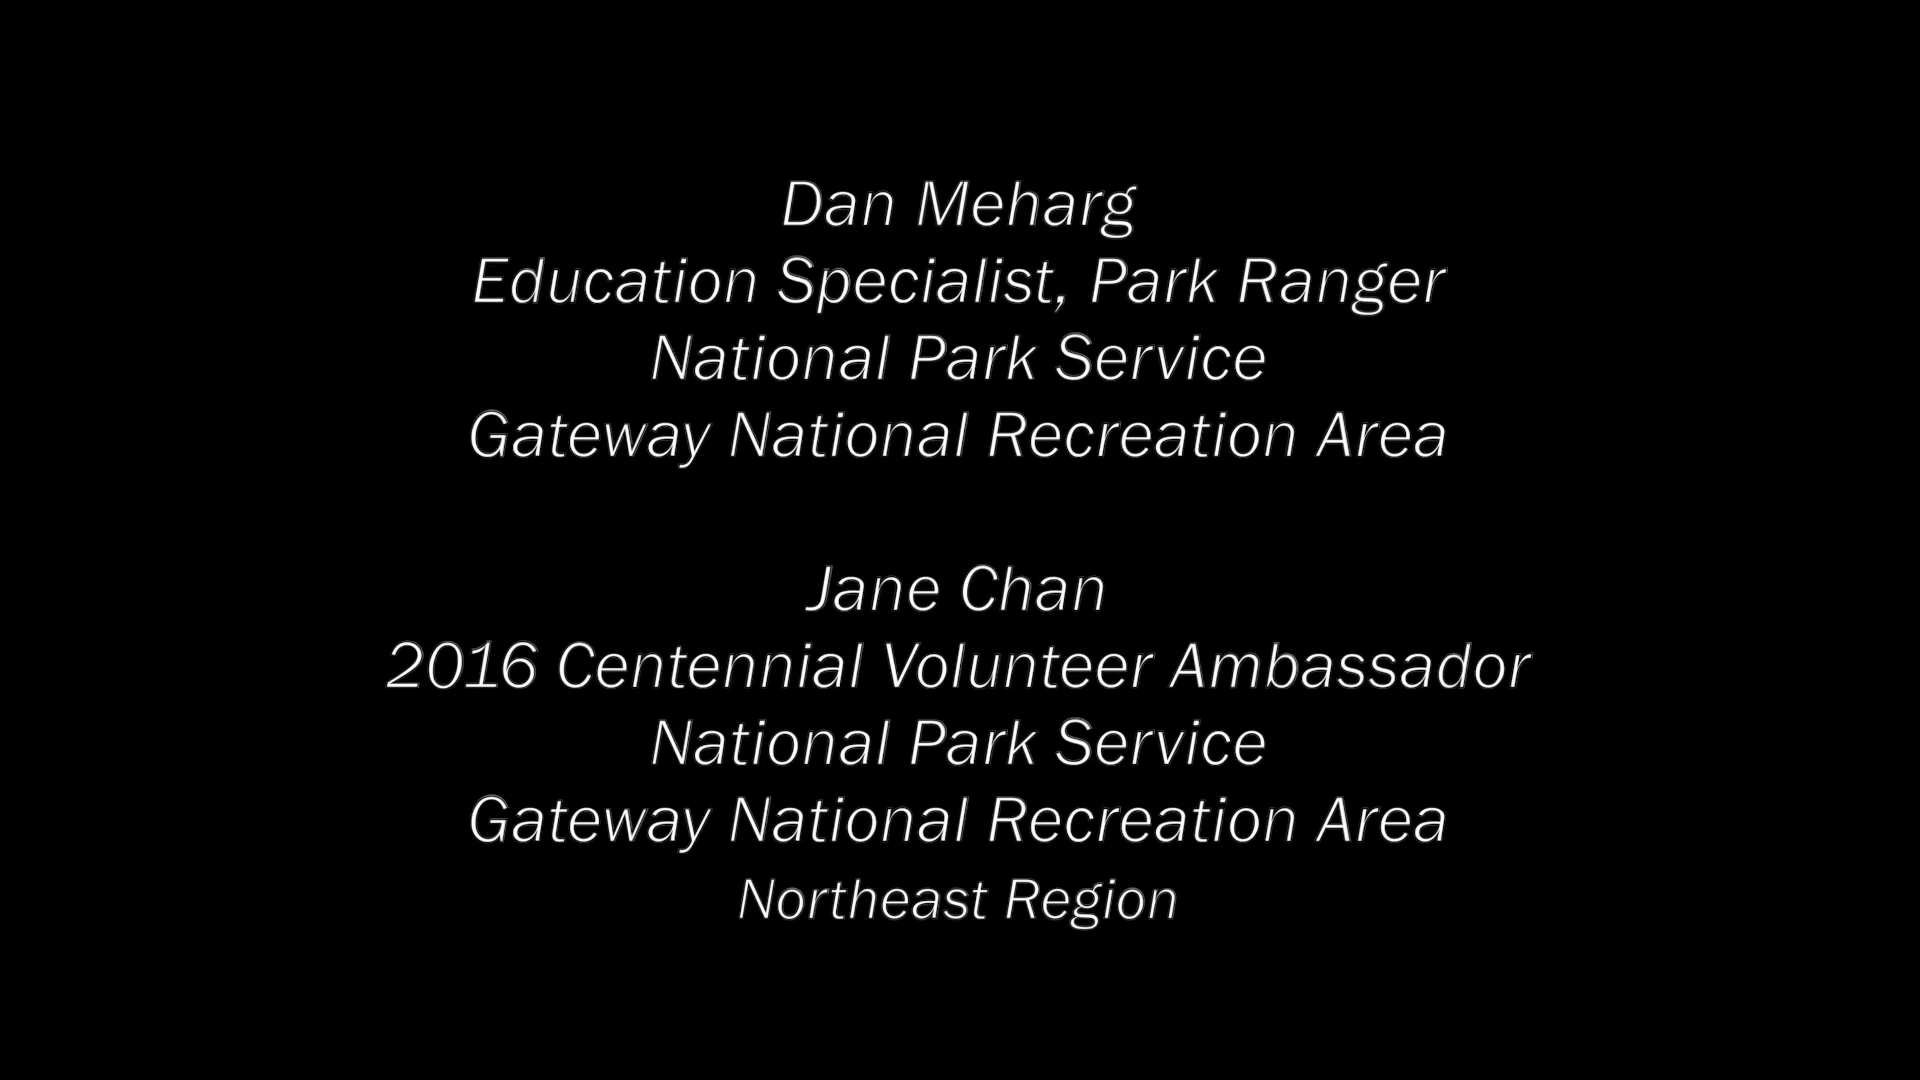 Dan Meharg
Education Specialist, Park Ranger
National Park Service
Gateway National Recreation Area
Jane Chan
2016 Centennial Volunteer Ambassador
National Park Service
Gateway National Recreation Area
Northeast Region